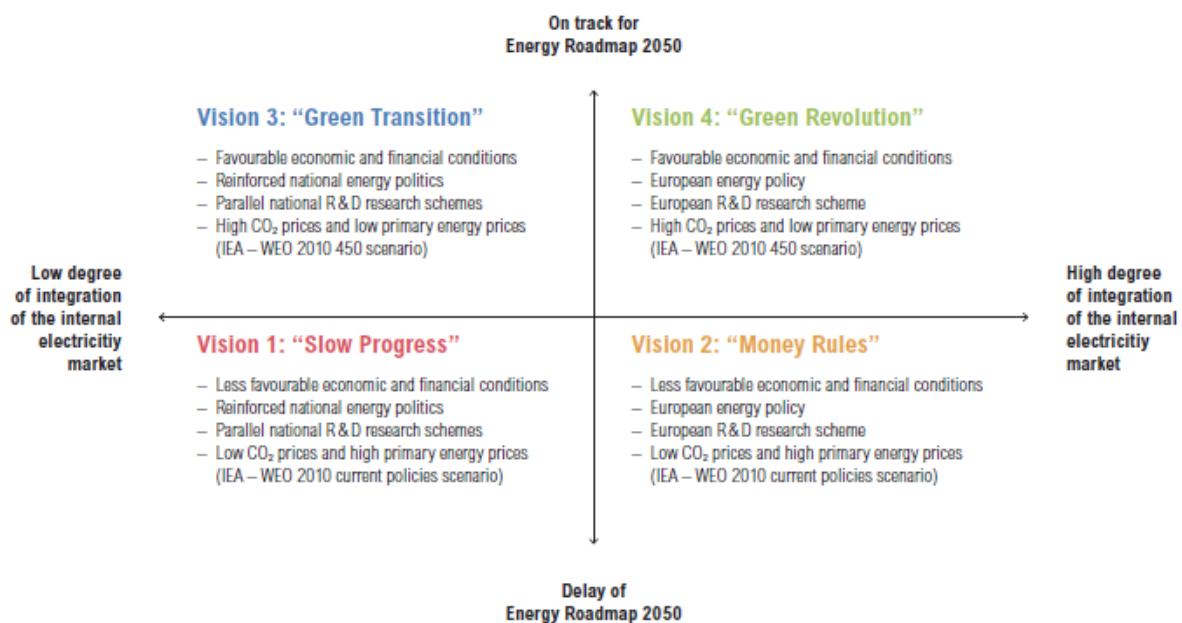 On track for
Energy Roadmap 2050
Vision 3: “Green Transition”
– Favourable economic and financial conditions
– Reinforced national energy politics
– Parallel national R & D research schemes
– High CO₂ prices and low primary energy prices
(IEA – WEO 2010 450 scenario)
Vision 4: “Green Revolution”
– Favourable economic and financial conditions
– European energy policy
– European R & D research scheme
– High CO₂ prices and low primary energy prices
(IEA – WEO 2010 450 scenario)
Low degree
of integration
of the internal
electricitiy
market
High degree
of integration
of the internal
electricitiy
market
Vision 1: “Slow Progress”
– Less favourable economic and financial conditions
– Reinforced national energy politics
– Parallel national R & D research schemes
– Low CO₂ prices and high primary energy prices
(IEA – WEO 2010 current policies scenario)
Vision 2: “Money Rules”
– Less favourable economic and financial conditions
– European energy policy
– European R & D research scheme
– Low CO₂ prices and high primary energy prices
(IEA – WEO 2010 current policies scenario)
Delay of
Energy Roadmap 2050